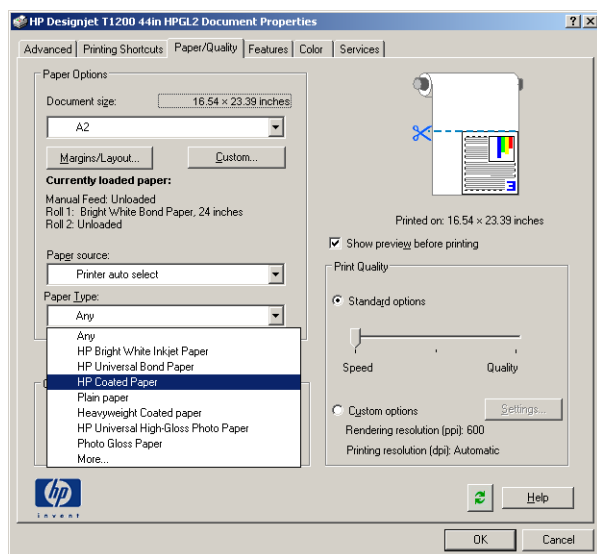 HP Designjet T1200 44in HPGL2 Document Properties
Advanced Printing Shortcuts Paper/Quality Features Color Services
Paper Options
Document size: 16.54 × 23.39 inches
A2
Margins/Layout... Custom...
Currently loaded paper:
Manual Feed: Unloaded
Roll 1: Bright White Bond Paper, 24 inches
Roll 2: Unloaded
Paper source:
Printer auto select
Paper Type:
Any
Any
HP Bright White Inkjet Paper
HP Universal Bond Paper
HP Coated Paper
Plain paper
Heavyweight Coated paper
HP Universal High-Gloss Photo Paper
Photo Gloss Paper
More...
3
Printed on: 16.54 × 23.39 inches
Show preview before printing
Print Quality
Standard options
Speed Quality
Custom options Settings...
Rendering resolution (ppi): 600
Printing resolution (dpi): Automatic
hp
invent
Help
OK Cancel